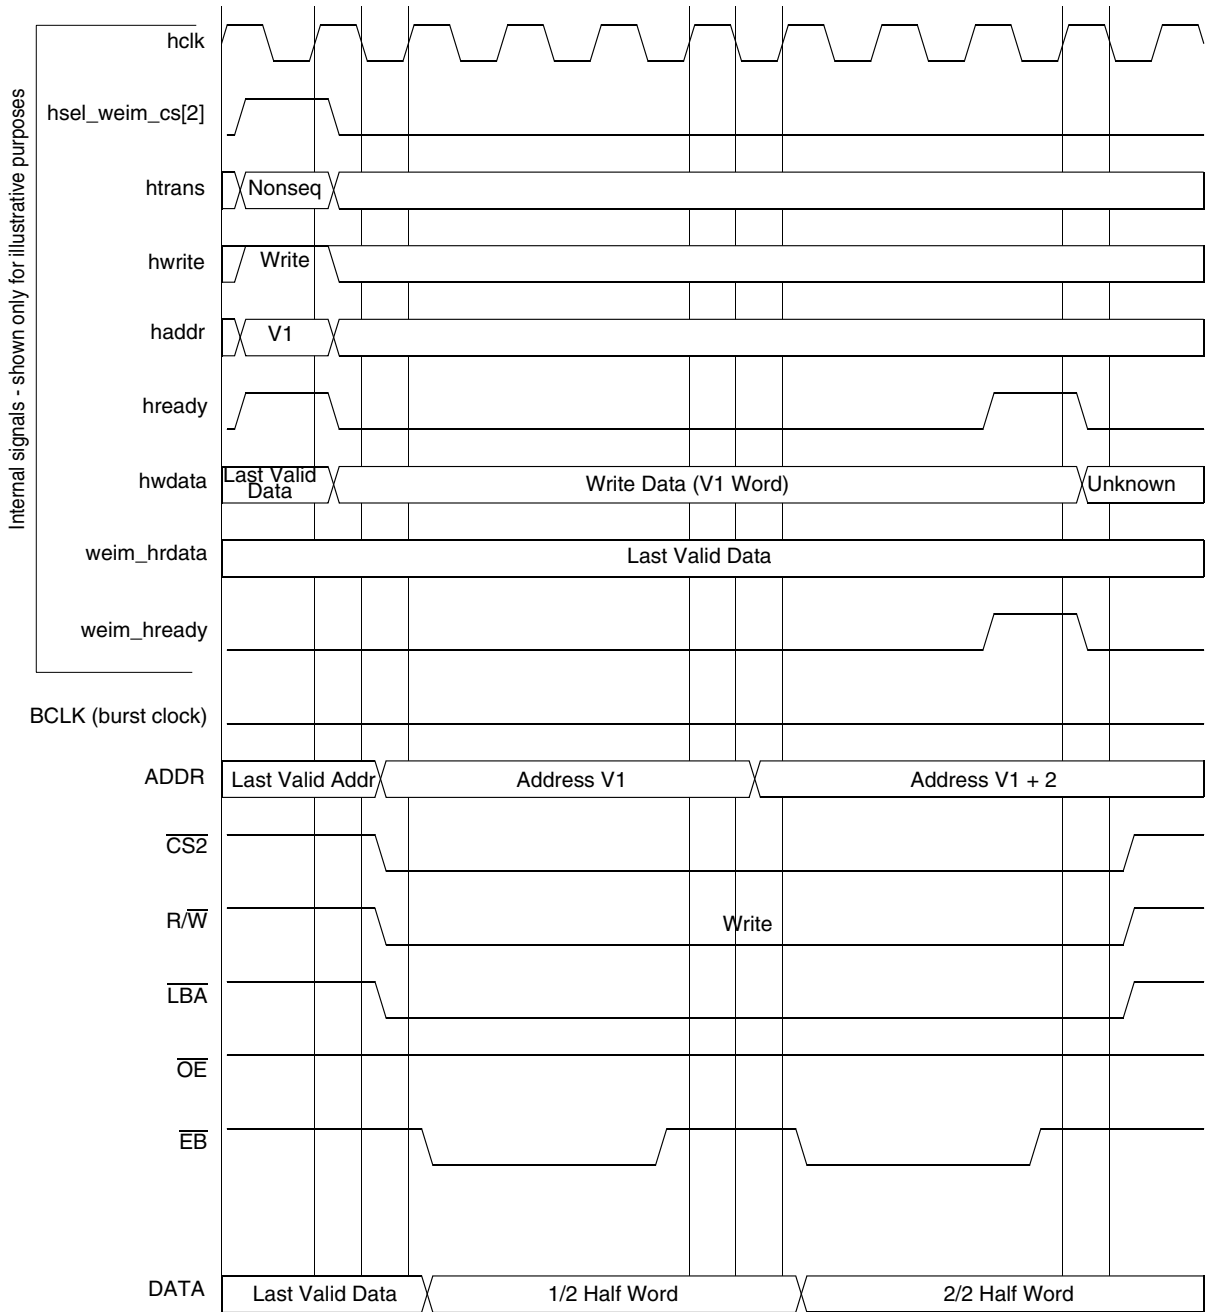 Internal signals - shown only for illustrative purposes
hclk
hsel_weim_cs[2]
htrans Nonseq
hwrite Write
haddr V1
hready
hwdata Last Valid Data Write Data (V1 Word) Unknown
weim_hrdata Last Valid Data
weim_hready
BCLK (burst clock)
ADDR Last Valid Addr Address V1 Address V1 + 2
CS2
R/W Write
LBA
OE
EB
DATA Last Valid Data 1/2 Half Word 2/2 Half Word